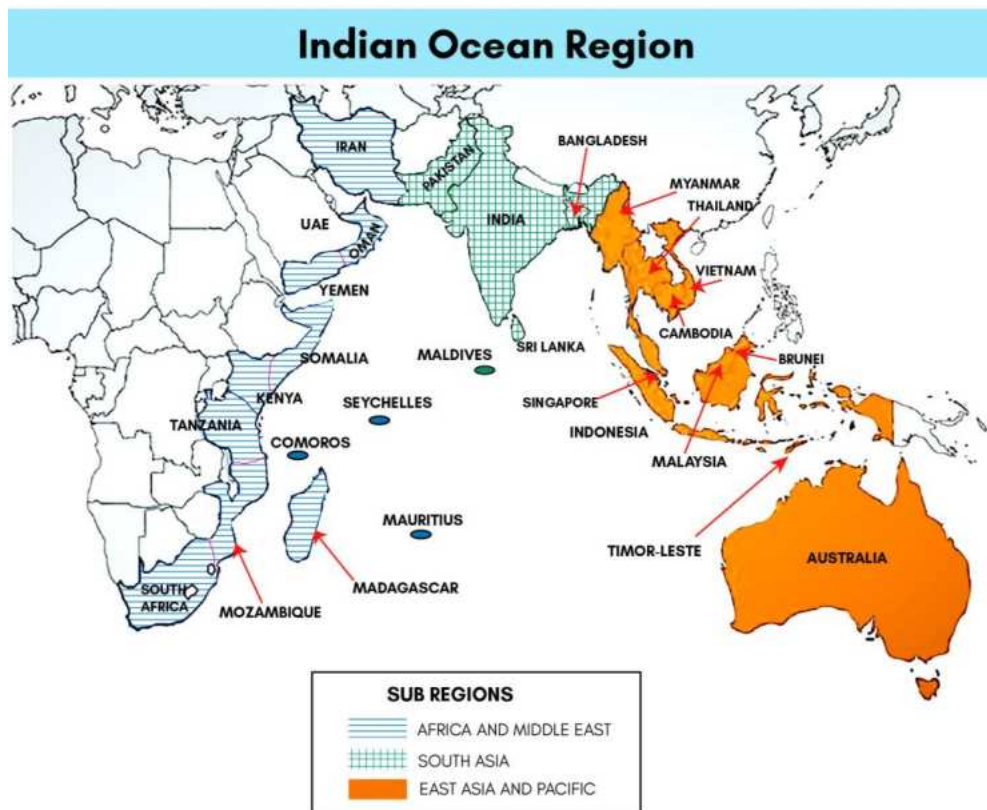 Indian Ocean Region
BANGLADESH
IRAN
PAKISTAN
MYANMAR
THAILAND
UAE
INDIA
OMAN
VIETNAM
YEMEN
CAMBODIA
SRI LANKA
SOMALIA
MALDIVES
BRUNEI
KENYA
SEYCHELLES
SINGAPORE
TANZANIA
INDONESIA
COMOROS
MALAYSIA
MAURITIUS
TIMOR-LESTE
AUSTRALIA
MADAGASCAR
SOUTH
AFRICA
MOZAMBIQUE
SUB REGIONS
AFRICA AND MIDDLE EAST
SOUTH ASIA
EAST ASIA AND PACIFIC